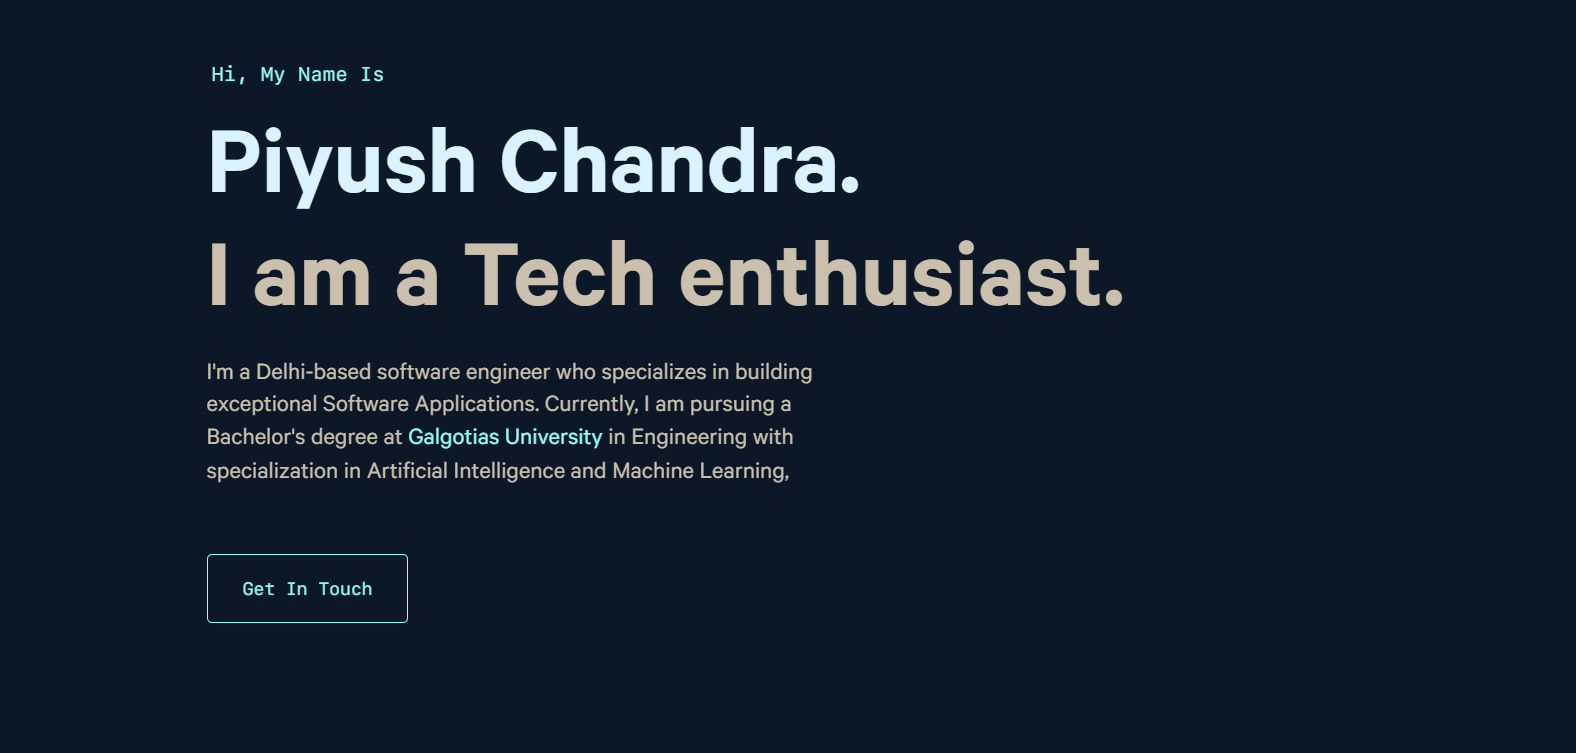 Hi, My Name Is
Piyush Chandra.
I am a Tech enthusiast.
I'm a Delhi-based software engineer who specializes in building
exceptional Software Applications. Currently, I am pursuing a
Bachelor's degree at Galgotias University in Engineering with
specialization in Artificial Intelligence and Machine Learning,
Get In Touch